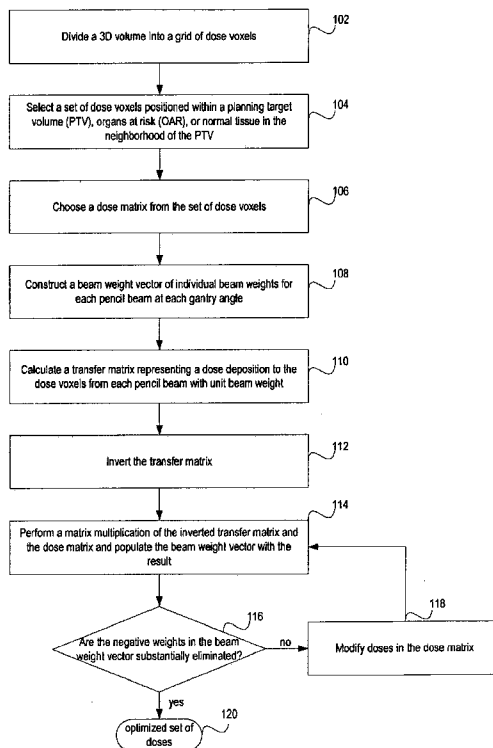 102
Divide a 3D volume into a grid of dose voxels
104
Select a set of dose voxels positioned within a planning target
volume (PTV), organs at risk (OAR), or normal tissue in the
neighborhood of the PTV
106
Choose a dose matrix from the set of dose voxels
108
Construct a beam weight vector of individual beam weights for
each pencil beam at each gantry angle
110
Calculate a transfer matrix representing a dose deposition to the
dose voxels from each pencil beam with unit beam weight
112
Invert the transfer matrix
114
Perform a matrix multiplication of the inverted transfer matrix and
the dose matrix and populate the beam weight vector with the
result
116
Are the negative weights in the beam
weight vector substantially eliminated?
no
118
Modify doses in the dose matrix
yes
120
optimized set of
doses